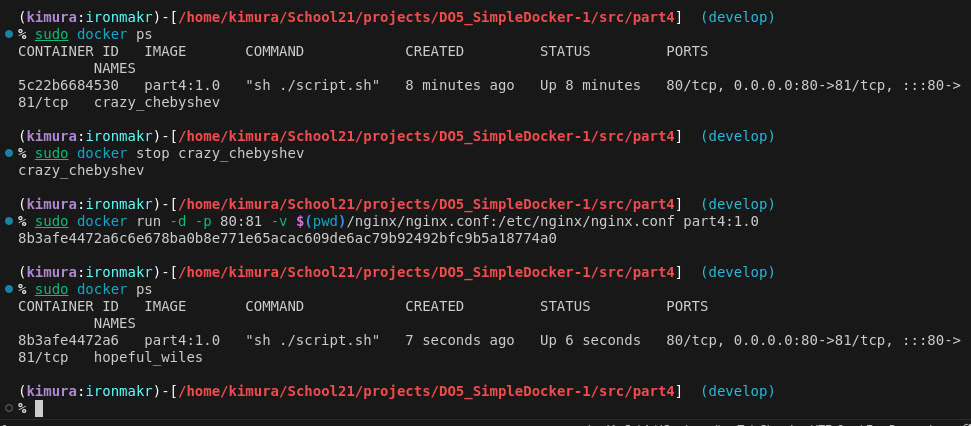 (kimura:ironmakr)-[/home/kimura/School21/projects/DO5_SimpleDocker-1/src/part4] (develop)
% sudo docker ps
CONTAINER ID IMAGE COMMAND CREATED STATUS PORTS
NAMES
5c22b6684530 part4:1.0 "sh ./script.sh" 8 minutes ago Up 8 minutes 80/tcp, 0.0.0.0:80->81/tcp, :::80->
81/tcp crazy_chebyshev
(kimura:ironmakr)-[/home/kimura/School21/projects/DO5_SimpleDocker-1/src/part4] (develop)
% sudo docker stop crazy_chebyshev
crazy_chebyshev
(kimura:ironmakr)-[/home/kimura/School21/projects/DO5_SimpleDocker-1/src/part4] (develop)
% sudo docker run -d -p 80:81 -v $(pwd)/nginx/nginx.conf:/etc/nginx/nginx.conf part4:1.0
8b3afe4472a6c6e678ba0b8e771e65acac609de6ac79b92492bfc9b5a18774a0
(kimura:ironmakr)-[/home/kimura/School21/projects/DO5_SimpleDocker-1/src/part4] (develop)
% sudo docker ps
CONTAINER ID IMAGE COMMAND CREATED STATUS PORTS
NAMES
8b3afe4472a6 part4:1.0 "sh ./script.sh" 7 seconds ago Up 6 seconds 80/tcp, 0.0.0.0:80->81/tcp, :::80->
81/tcp hopeful_wiles
(kimura:ironmakr)-[/home/kimura/School21/projects/DO5_SimpleDocker-1/src/part4] (develop)
%